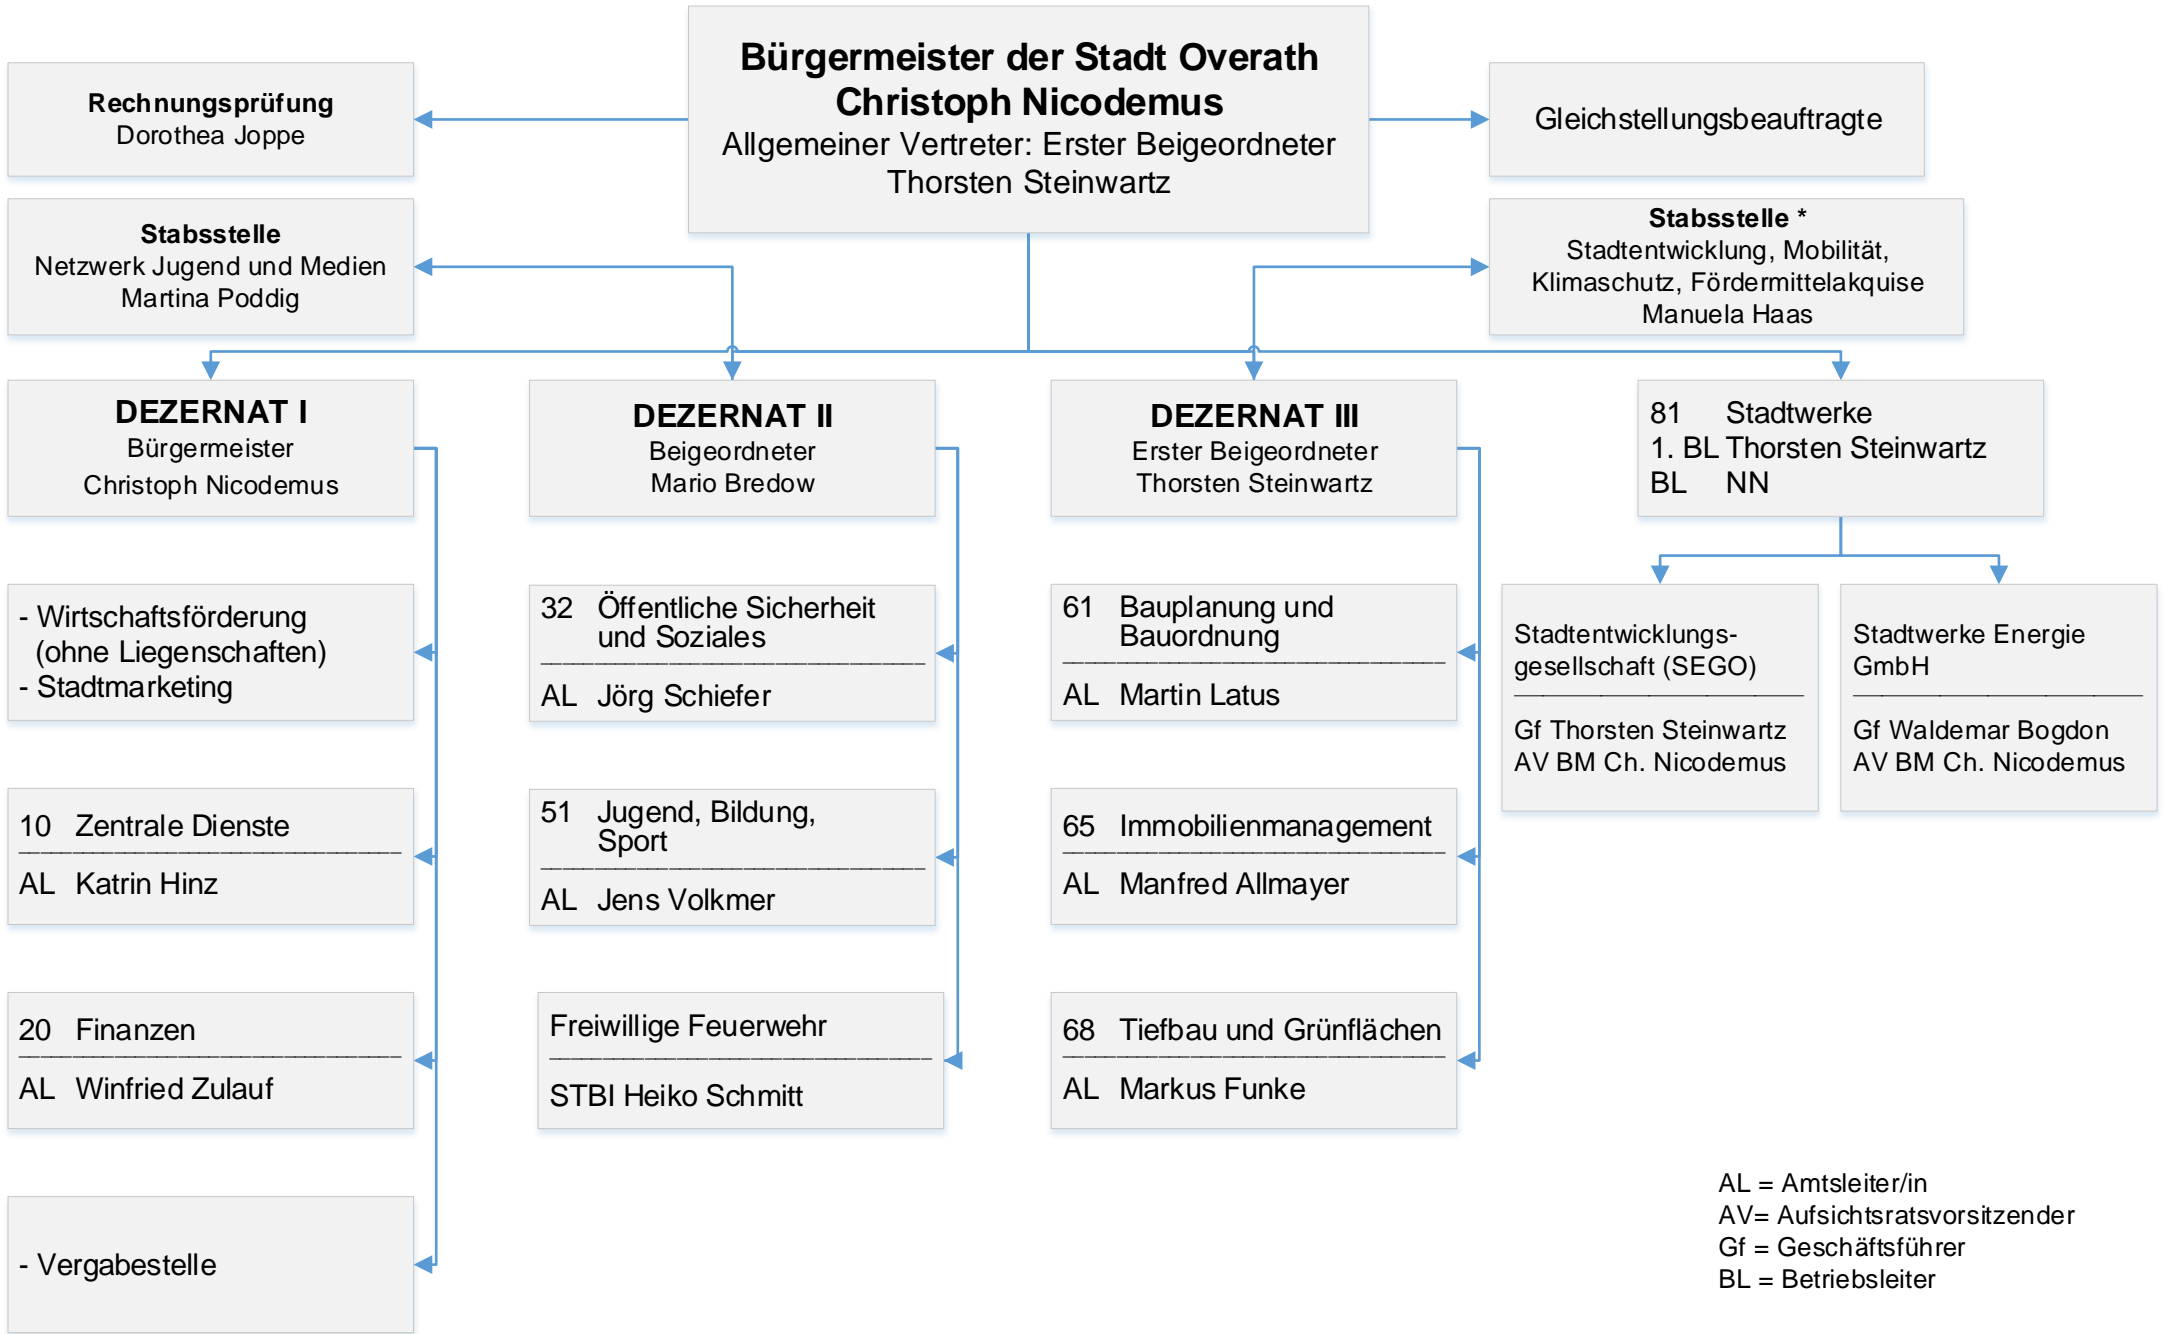 Bürgermeister der Stadt Overath
Christoph Nicodemus
Allgemeiner Vertreter: Erster Beigeordneter
Thorsten Steinwartz
Rechnungsprüfung
Dorothea Joppe
Gleichstellungsbeauftragte
Stabsstelle
Netzwerk Jugend und Medien
Martina Poddig
Stabsstelle *
Stadtentwicklung, Mobilität,
Klimaschutz, Fördermittelakquise
Manuela Haas
DEZERNAT I
Bürgermeister
Christoph Nicodemus
DEZERNAT II
Beigeordneter
Mario Bredow
DEZERNAT III
Erster Beigeordneter
Thorsten Steinwartz
81 Stadtwerke
1. BL Thorsten Steinwartz
BL NN
- Wirtschaftsförderung
(ohne Liegenschaften)
- Stadtmarketing
32 Öffentliche Sicherheit
und Soziales
AL Jörg Schiefer
61 Bauplanung und
Bauordnung
AL Martin Latus
Stadtentwicklungs-
gesellschaft (SEGO)
Gf Thorsten Steinwartz
AV BM Ch. Nicodemus
Stadtwerke Energie
GmbH
Gf Waldemar Bogdon
AV BM Ch. Nicodemus
10 Zentrale Dienste
AL Katrin Hinz
51 Jugend, Bildung,
Sport
AL Jens Volkmer
65 Immobilienmanagement
AL Manfred Allmayer
20 Finanzen
AL Winfried Zulauf
Freiwillige Feuerwehr
STBI Heiko Schmitt
68 Tiefbau und Grünflächen
AL Markus Funke
- Vergabestelle
AL = Amtsleiter/in
AV= Aufsichtsratsvorsitzender
Gf = Geschäftsführer
BL = Betriebsleiter